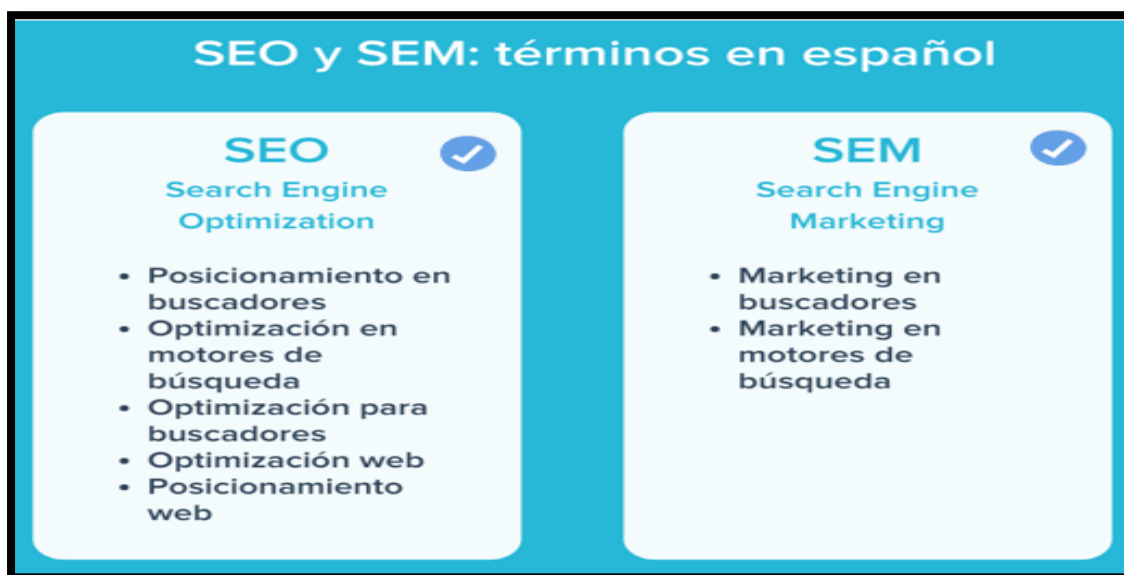 SEO y SEM: términos en español
SEO
Search Engine
Optimization
• Posicionamiento en
buscadores
• Optimización en
motores de
búsqueda
• Optimización para
buscadores
• Optimización web
• Posicionamiento
web
SEM
Search Engine
Marketing
• Marketing en
buscadores
• Marketing en
motores de
búsqueda